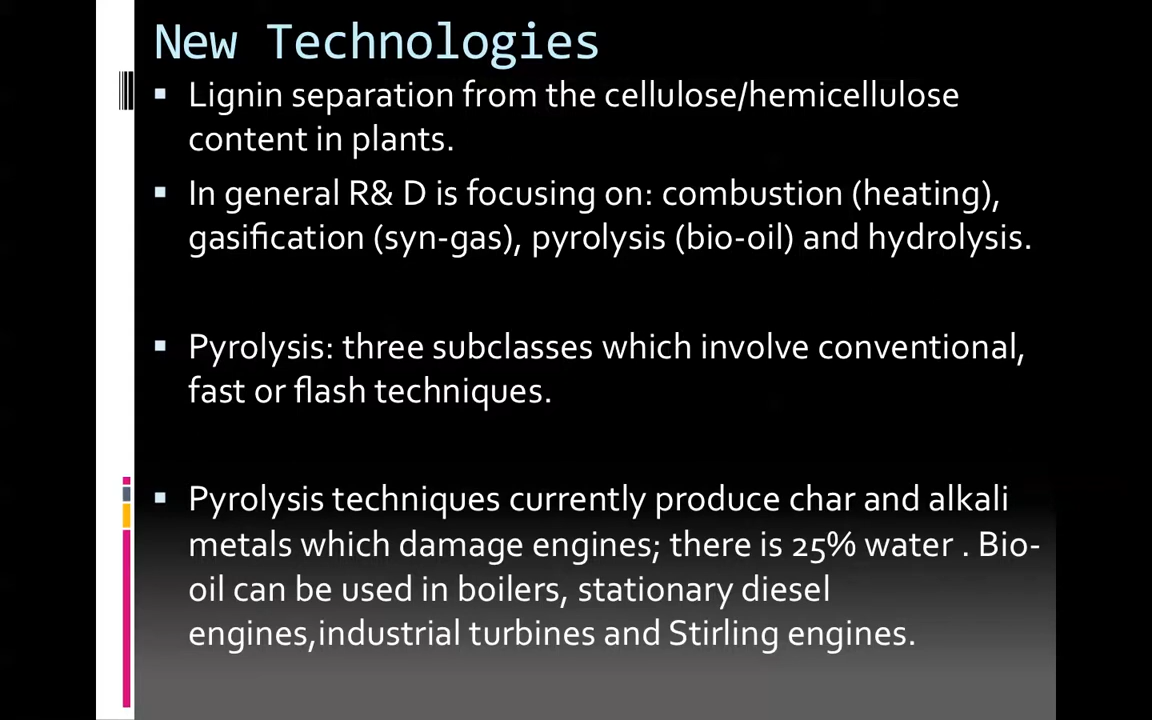 New Technologies
▪ Lignin separation from the cellulose/hemicellulose
content in plants.
▪ In general R& D is focusing on: combustion (heating),
gasification (syn-gas), pyrolysis (bio-oil) and hydrolysis.
▪ Pyrolysis: three subclasses which involve conventional,
fast or flash techniques.
▪ Pyrolysis techniques currently produce char and alkali
metals which damage engines; there is 25% water . Bio-
oil can be used in boilers, stationary diesel
engines,industrial turbines and Stirling engines.